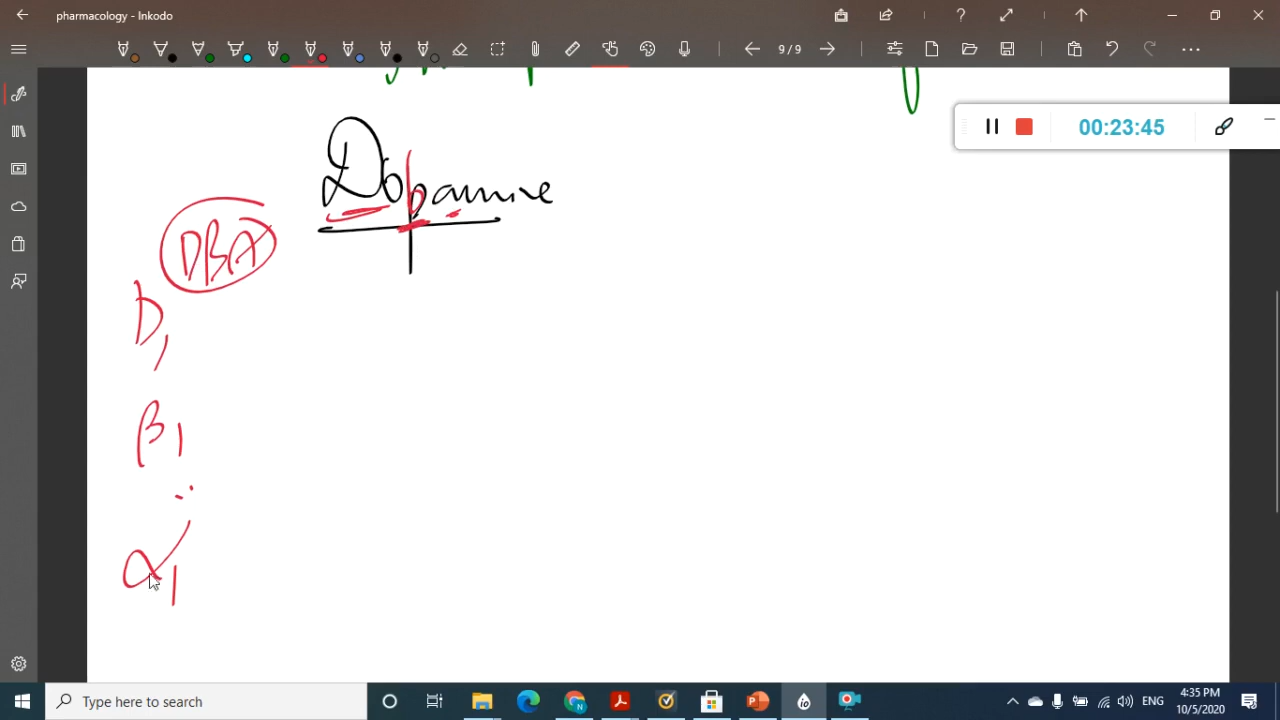 pharmacology - Inkodo
9/9
00:23:45
Dopamine
DBA
D1
β1
α1
Type here to search
ENG
4:35 PM
10/5/2020